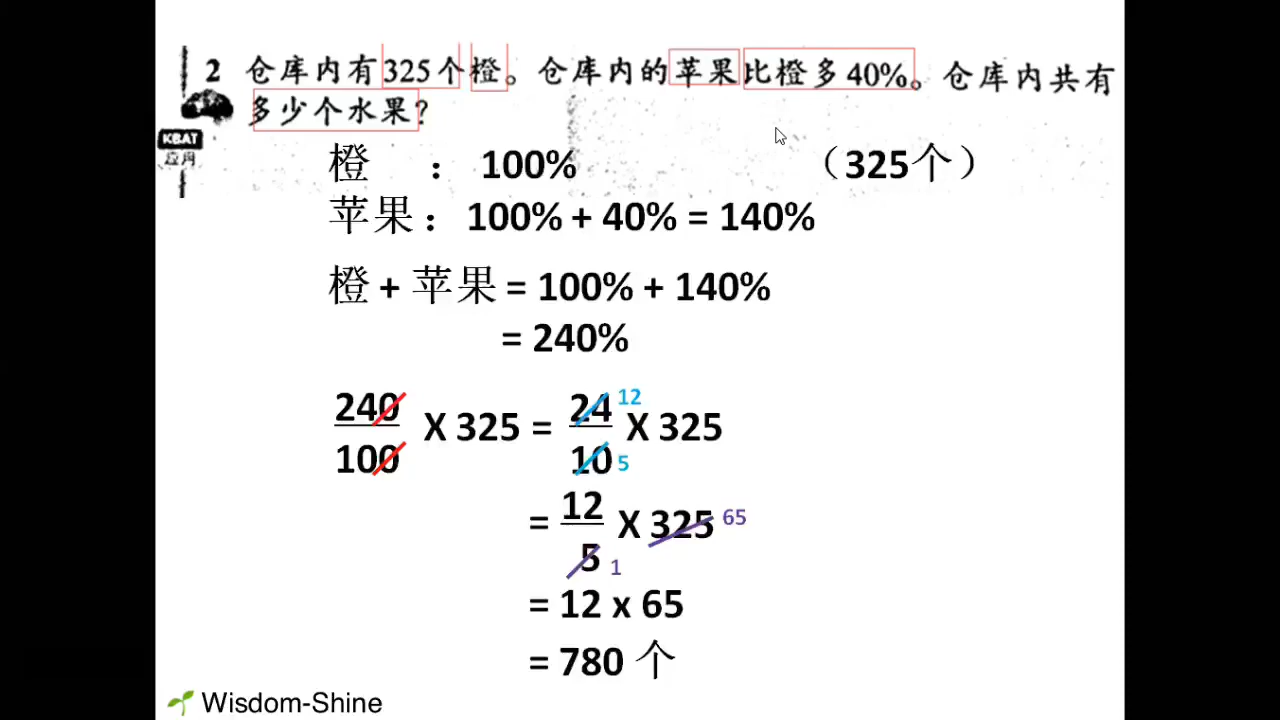 2 仓库内有325个橙。仓库内的苹果比橙多40%。仓库内共有
多少个水果?
KBAT
应用
橙 : 100% （325个）
苹果: 100% + 40% = 140%
橙 + 苹果 = 100% + 140%
= 240%
240/100 X 325 = 24/10 X 325 12 5
= 12/5 X 325 65 1
= 12 x 65
= 780 个
Wisdom-Shine